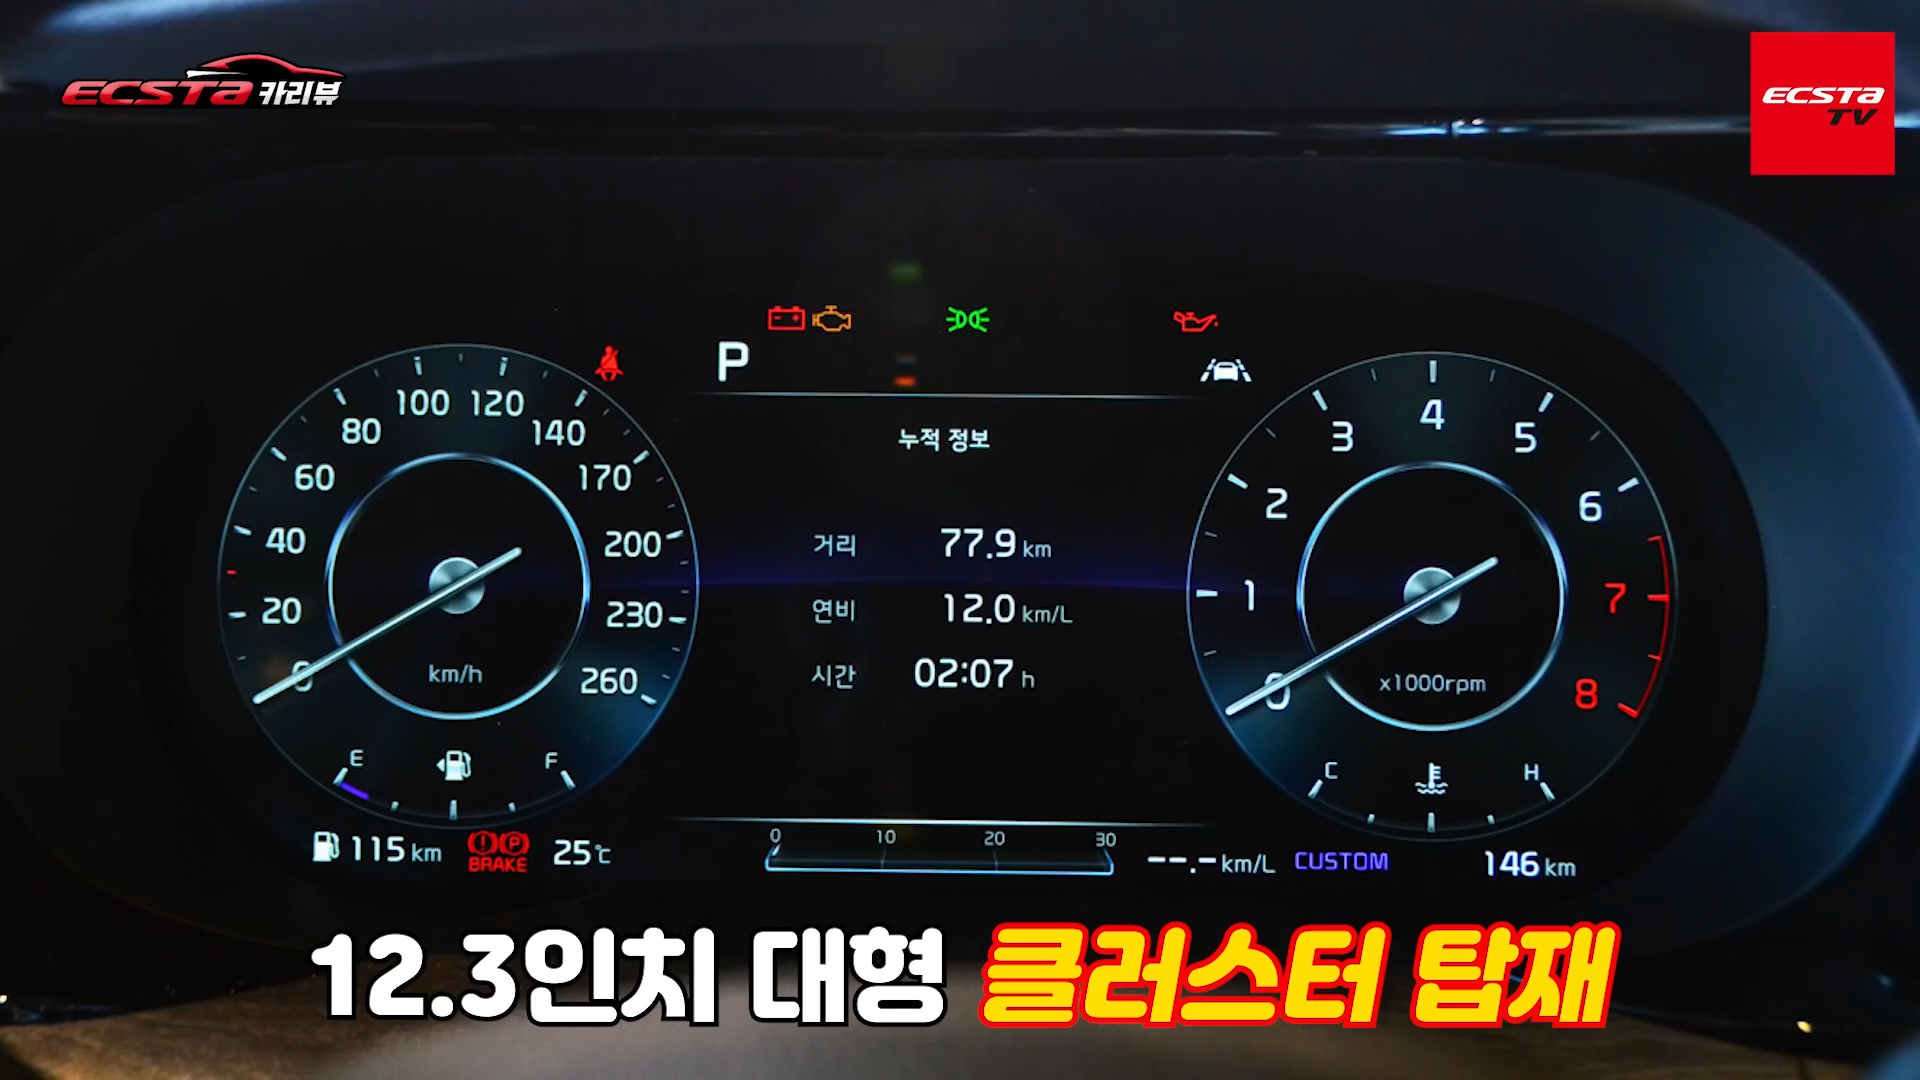 ECSTA 카리뷰
ECSTA
TV
P
누적 정보
거리 77.9 km
연비 12.0 km/L
시간 02:07 h
0
20
40
60
80
100
120
140
170
200
230
260
km/h
E
F
115 km
BRAKE
25℃
0 10 20 30
--.- km/L
CUSTOM
146 km
0
1
2
3
4
5
6
7
8
x1000rpm
C
H
12.3인치 대형 클러스터 탑재